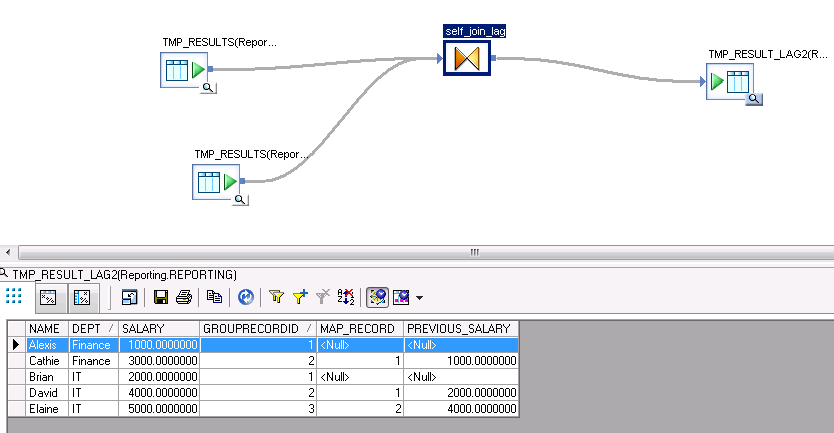 self_join_lag
TMP_RESULTS(Repor...
TMP_RESULT_LAG2(R...
TMP_RESULTS(Repor...
TMP_RESULT_LAG2(Reporting.REPORTING)
NAME DEPT / SALARY GROUPRECORDID / MAP_RECORD PREVIOUS_SALARY
Alexis Finance 1000.0000000 1 <Null> <Null>
Cathie Finance 3000.0000000 2 1 1000.0000000
Brian IT 2000.0000000 1 <Null> <Null>
David IT 4000.0000000 2 1 2000.0000000
Elaine IT 5000.0000000 3 2 4000.0000000